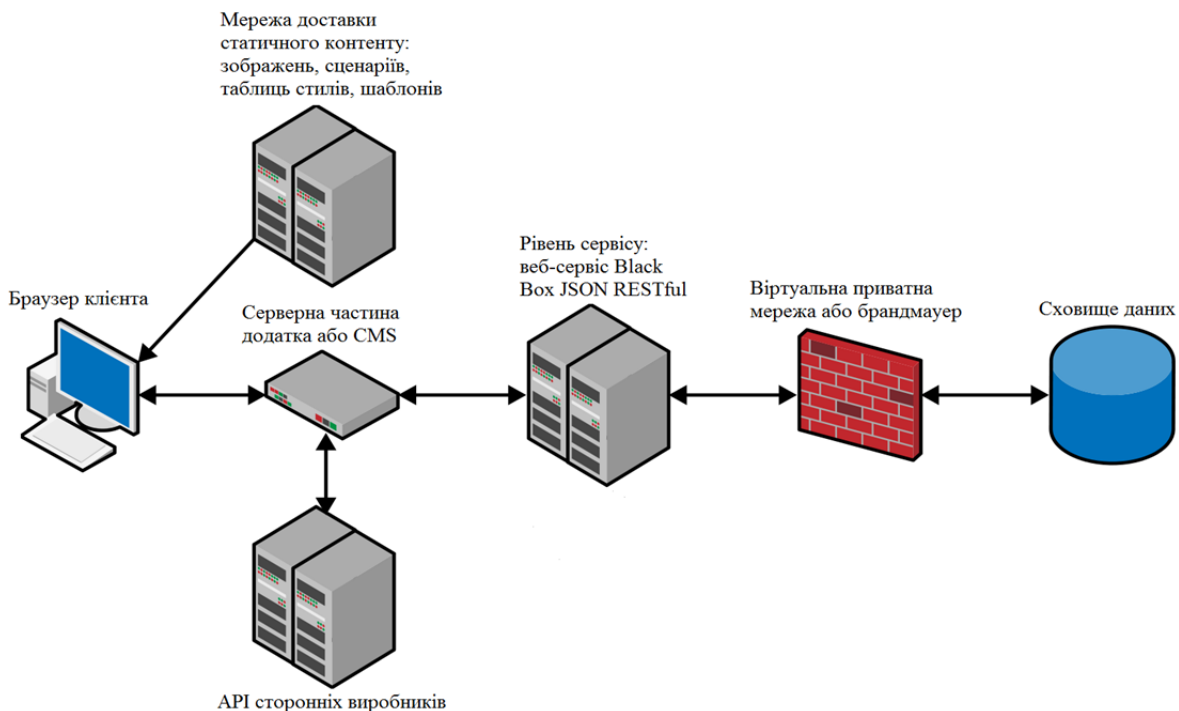 Мережа доставки
статичного контенту:
зображень, сценаріїв,
таблиць стилів, шаблонів
Браузер клієнта
Серверна частина
додатка або CMS
Рівень сервісу:
веб-сервіс Black
Box JSON RESTful
Віртуальна приватна
мережа або брандмауер
Сховище даних
API сторонніх виробників